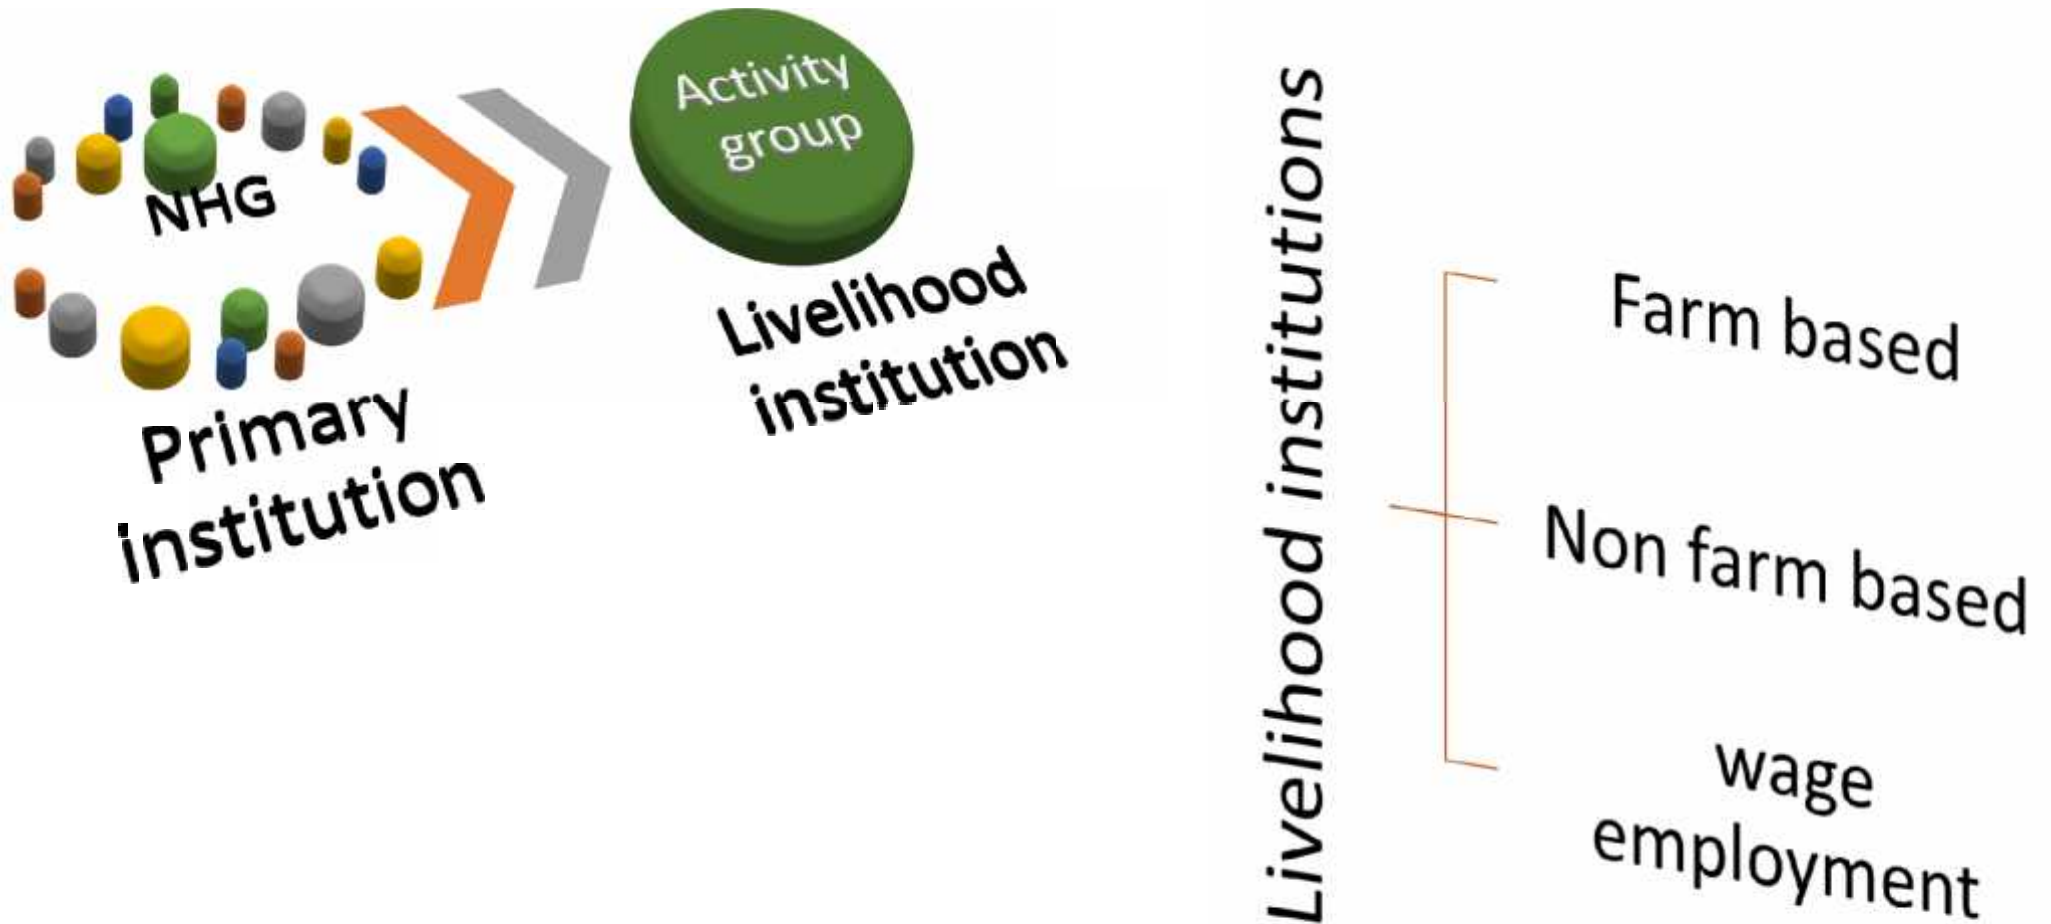 NHG
Primary
institution
Activity
group
Livelihood
institution
Livelihood institutions
Farm based
Non farm based
wage
employment